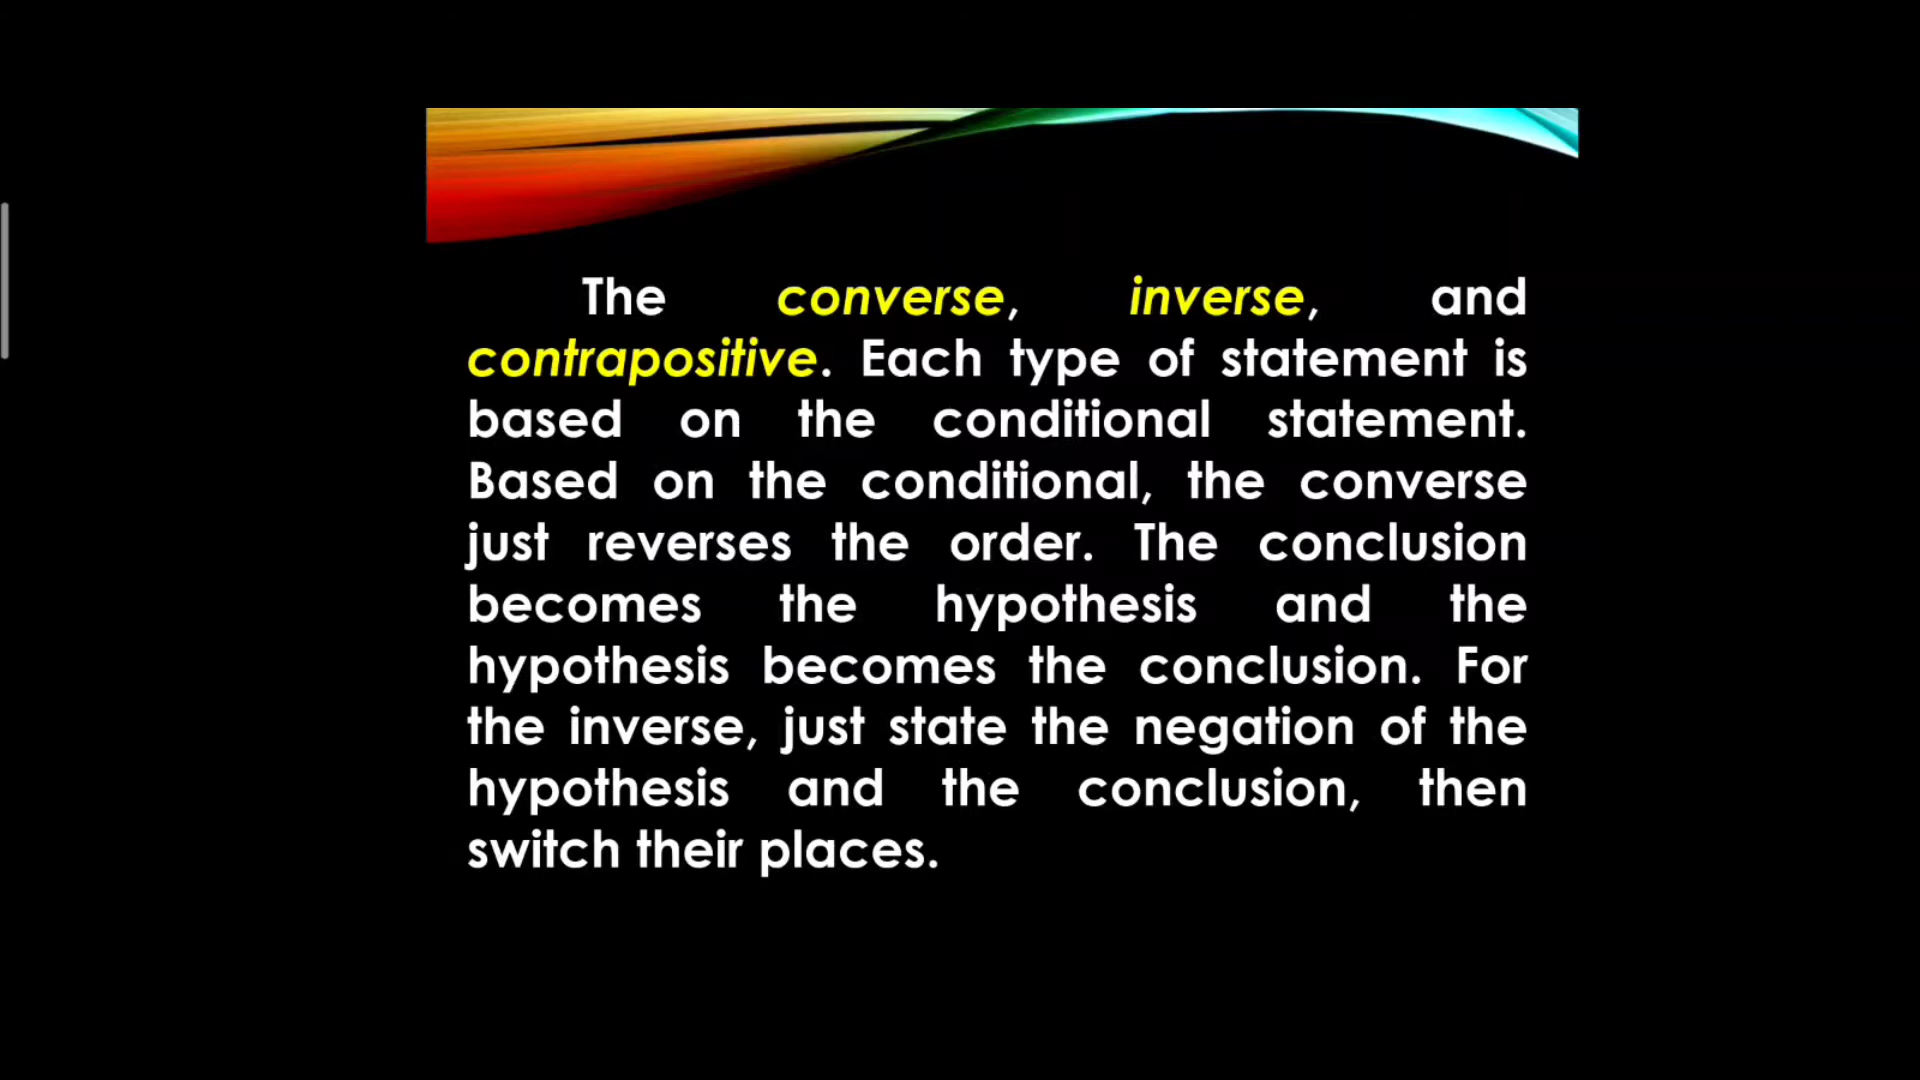 The converse, inverse, and
contrapositive. Each type of statement is
based on the conditional statement.
Based on the conditional, the converse
just reverses the order. The conclusion
becomes the hypothesis and the
hypothesis becomes the conclusion. For
the inverse, just state the negation of the
hypothesis and the conclusion, then
switch their places.